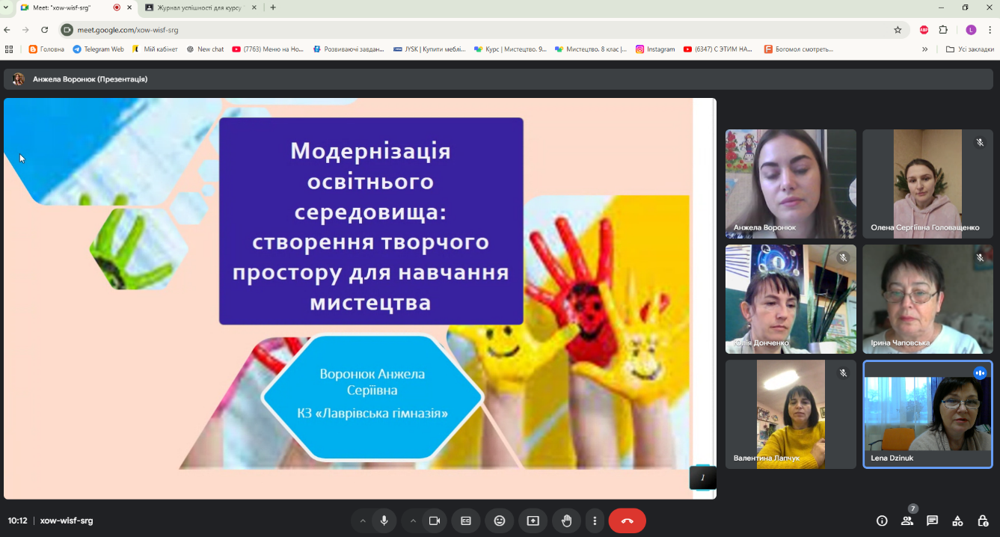 Meet: "xow-wisf-srg"
Журнал успішності для курсу "
meet.google.com/xow-wisf-srg
ABP
L
Головна
Telegram Web
Мій кабінет
New chat
(7763) Меню на Но...
Розвиваючі завдан...
JYSK | Купити меблі...
Курс | Мистецтво. 9...
Мистецтво. 8 клас |...
Instagram
(6347) С ЭТИМ НА...
Богомол смотреть...
»
Усі закладки
Анжела Воронюк (Презентація)
Модернізація
освітнього
середовища:
створення творчого
простору для навчання
мистецтва
Воронюк Анжела
Серіївна
КЗ «Лаврівська гімназія»
1
Анжела Воронюк
Олена Сергіївна Головащенко
Юлія Донченко
Ірина Чаповська
Валентина Лапчук
Lena Dzinuk
10:12 | xow-wisf-srg
7